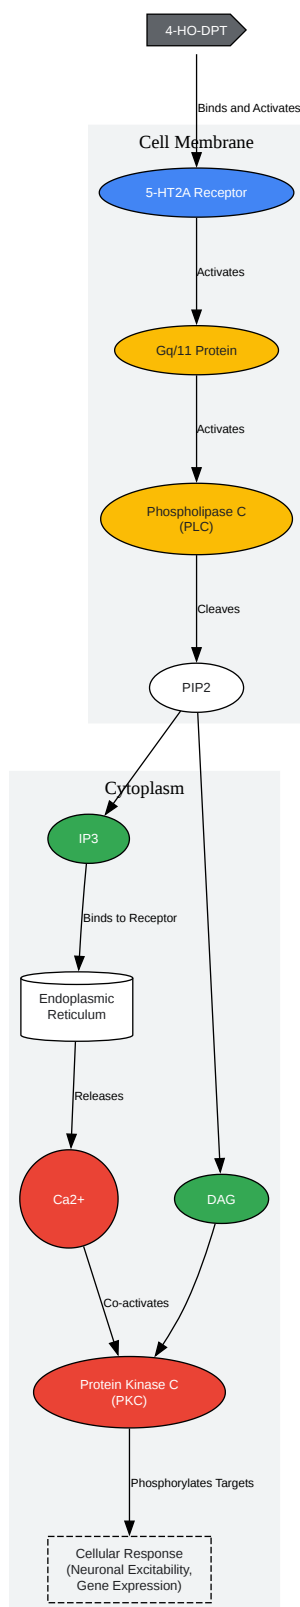 4-HO-DPT
Binds and Activates
Cell Membrane
5-HT2A Receptor
Activates
Gq/11 Protein
Activates
Phospholipase C
(PLC)
Cleaves
PIP2
Cytoplasm
IP3
Binds to Receptor
Endoplasmic
Reticulum
Releases
Ca2+
DAG
Co-activates
Protein Kinase C
(PKC)
Phosphorylates Targets
Cellular Response
(Neuronal Excitability,
Gene Expression)